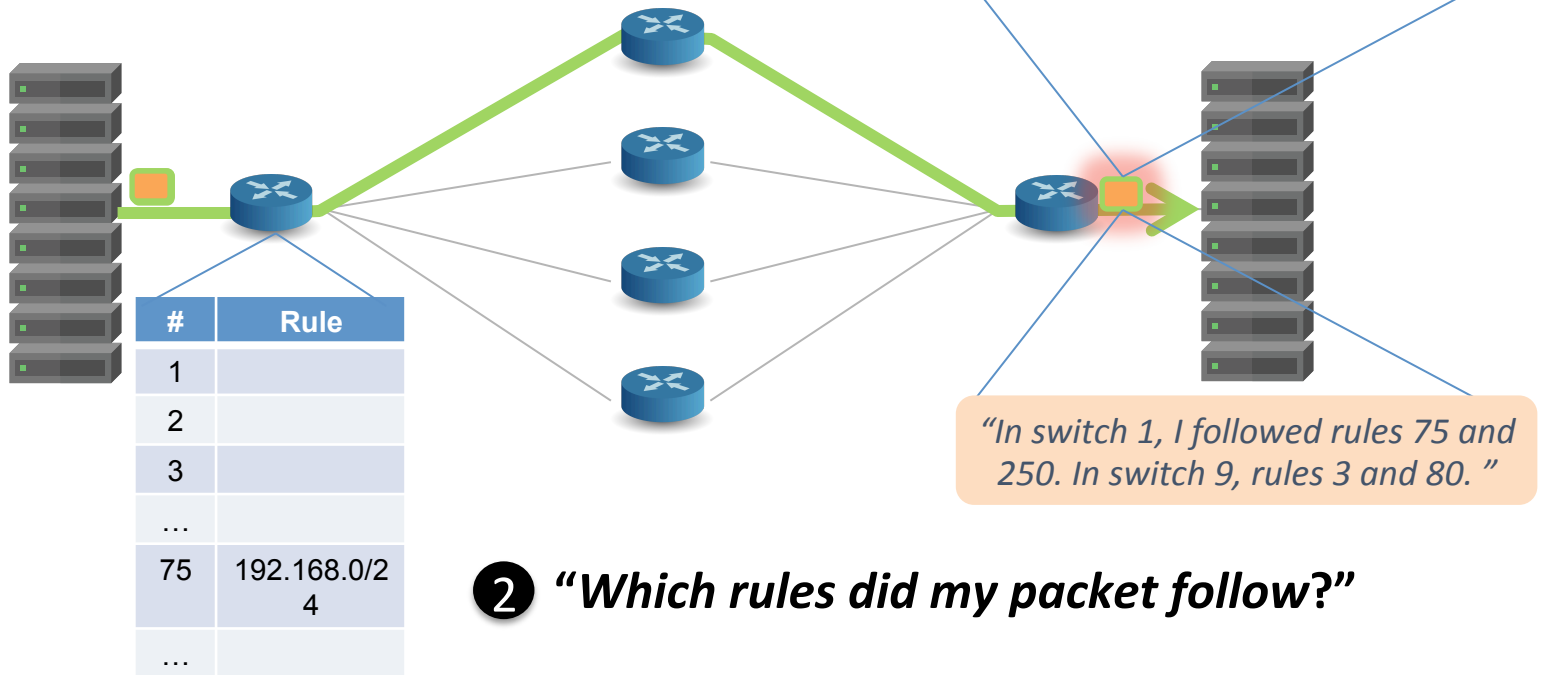 # Rule
1
2
3
…
75 192.168.0/2
4
…
“In switch 1, I followed rules 75 and
250. In switch 9, rules 3 and 80. ”
2 “Which rules did my packet follow?”